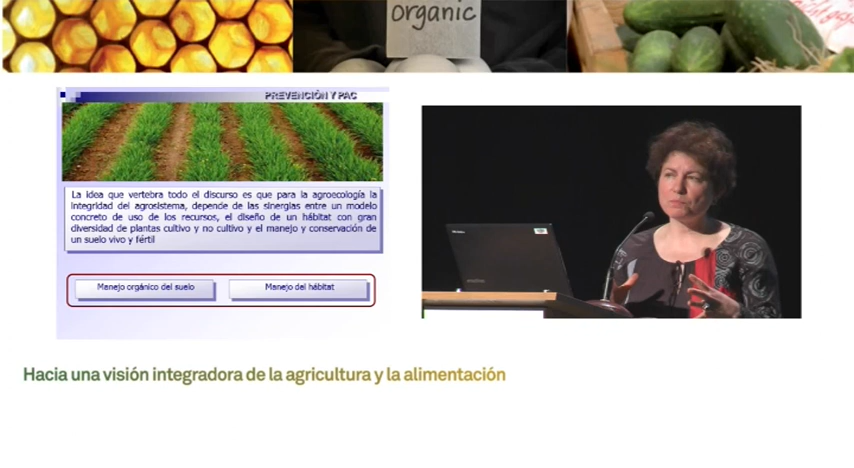 organic
PREVENCIÓN Y PAC
La idea que vertebra todo el discurso es que para la agroecología la
integridad del agrosistema, depende de las sinergias entre un modelo
concreto de uso de los recursos, el diseño de un hábitat con gran
diversidad de plantas cultivo y no cultivo y el manejo y conservación de
un suelo vivo y fértil
Manejo orgánico del suelo
Manejo del hábitat
Hacia una visión integradora de la agricultura y la alimentación